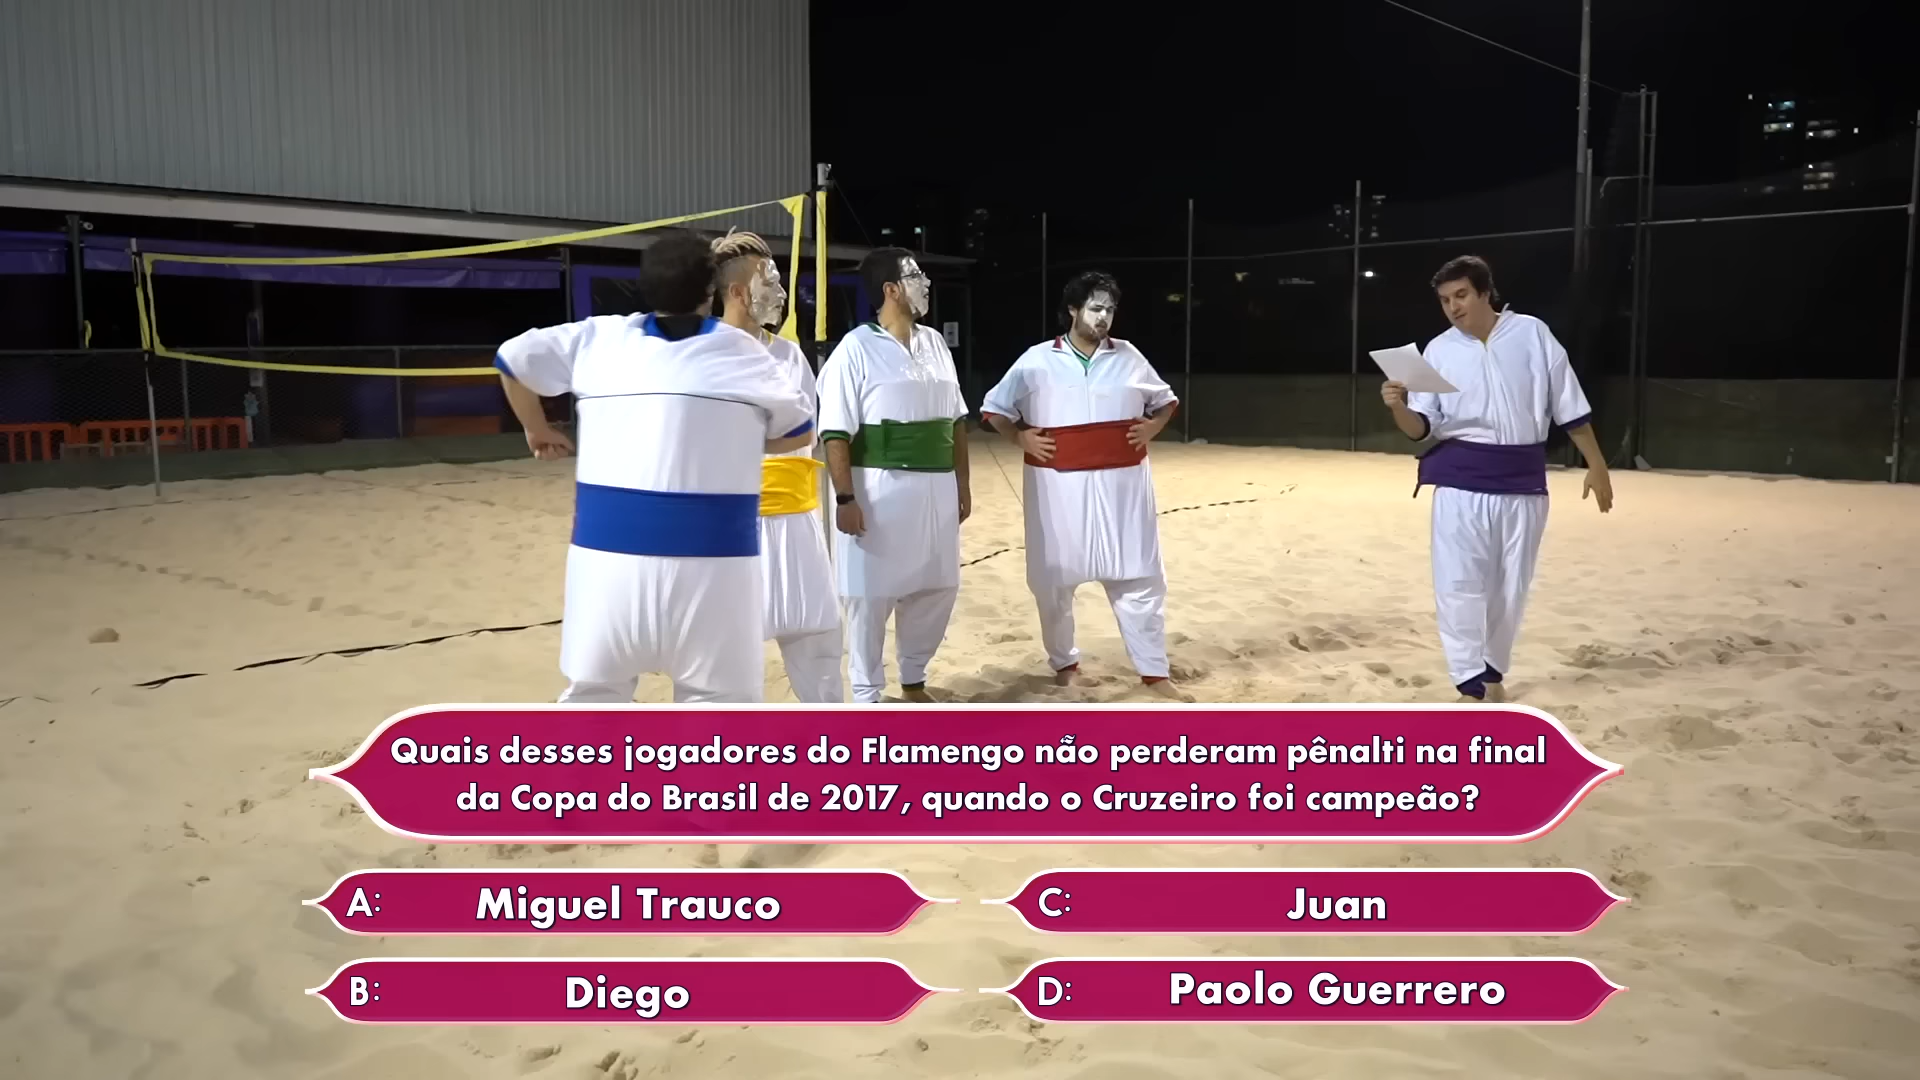 Quais desses jogadores do Flamengo não perderam pênalti na final
da Copa do Brasil de 2017, quando o Cruzeiro foi campeão?
A: Miguel Trauco
C: Juan
B: Diego
D: Paolo Guerrero